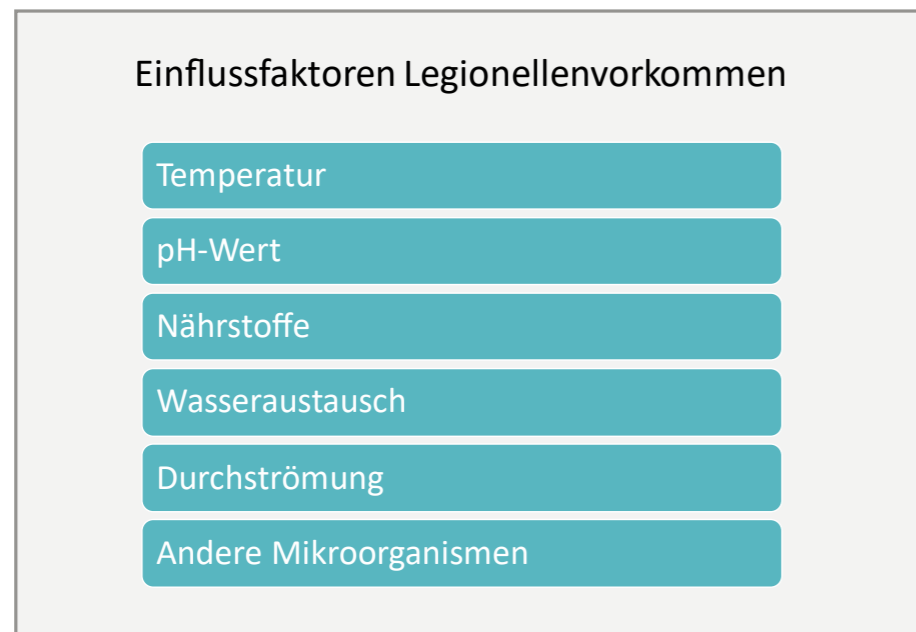 Einflussfaktoren Legionellenvorkommen
Temperatur
pH-Wert
Nährstoffe
Wasseraustausch
Durchströmung
Andere Mikroorganismen